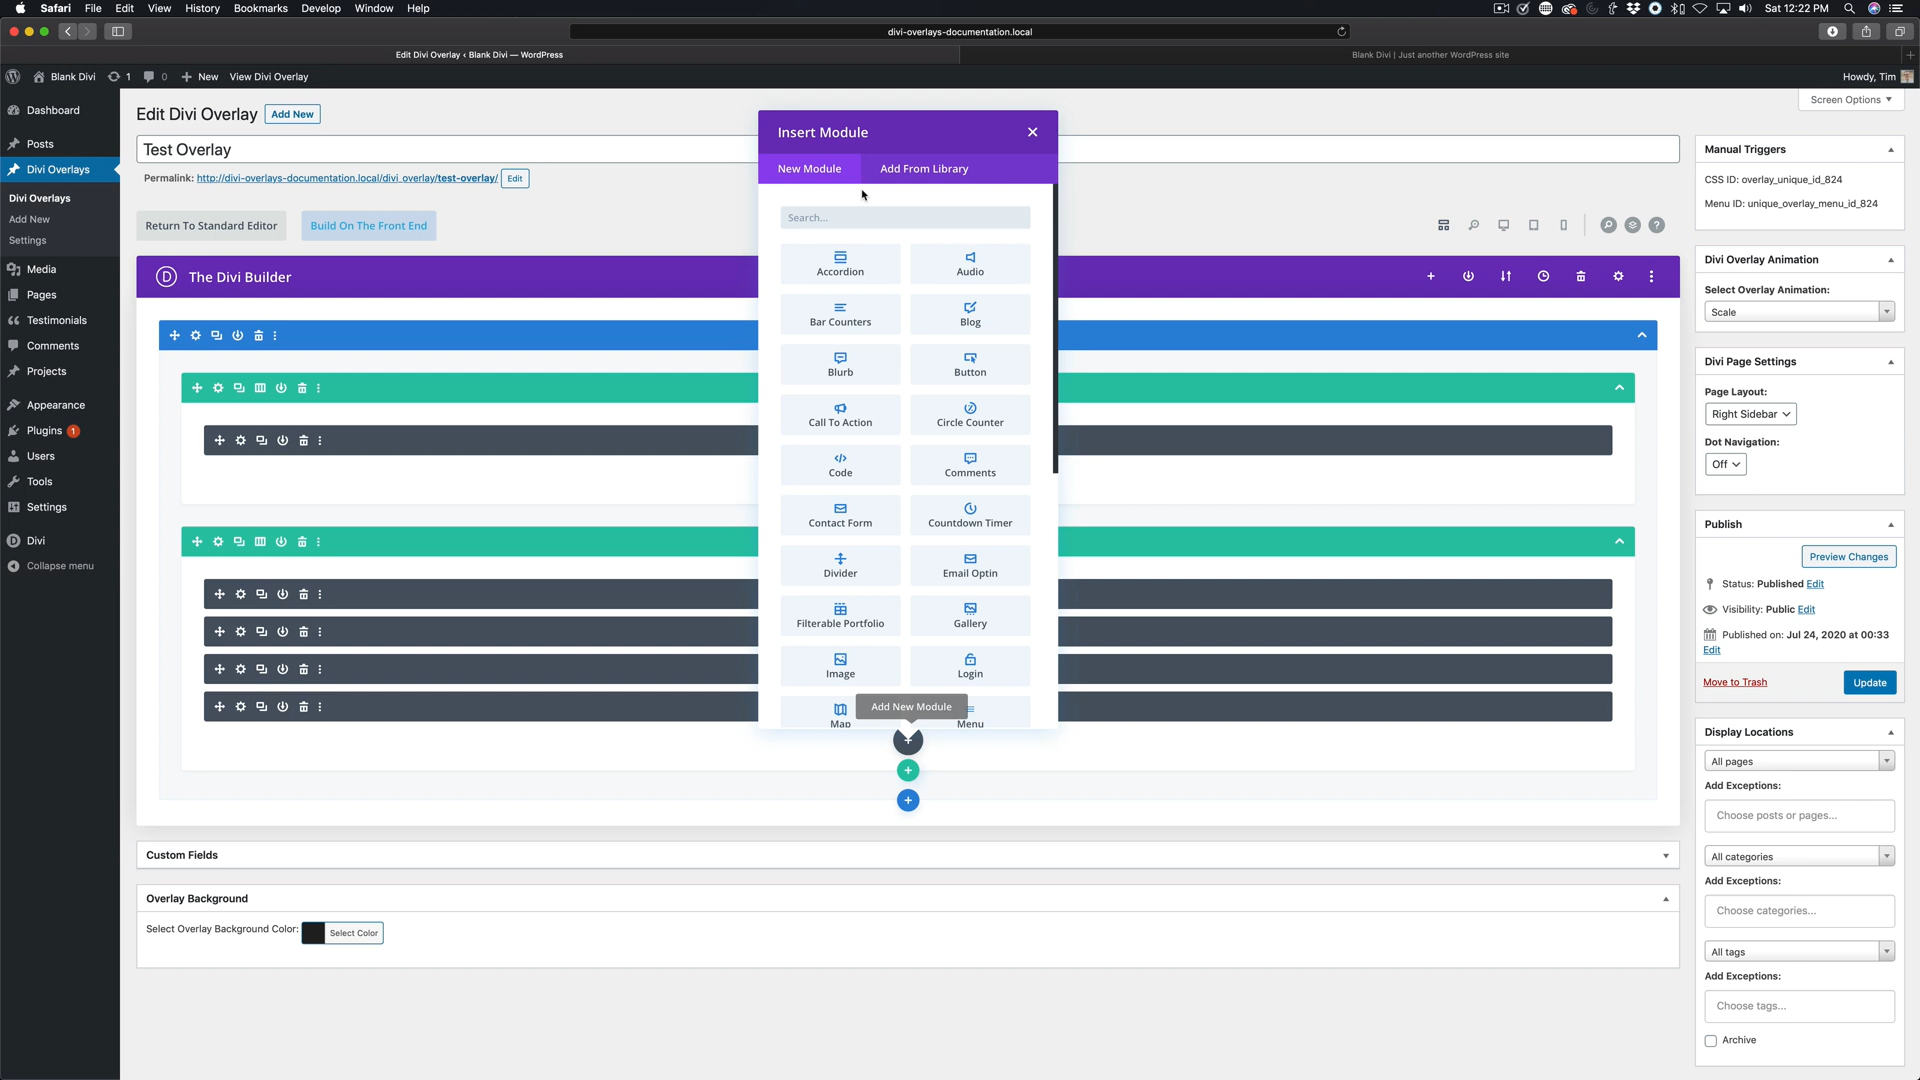 Safari File Edit View History Bookmarks Develop Window Help
Sat 12:22 PM
divi-overlays-documentation.local
Edit Divi Overlay < Blank Divi — WordPress
Blank Divi | Just another WordPress site
Blank Divi 1 0 New View Divi Overlay
Howdy, Tim
Screen Options
Dashboard
Posts
Divi Overlays
Divi Overlays
Add New
Settings
Media
Pages
Testimonials
Comments
Projects
Appearance
Plugins 1
Users
Tools
Settings
Divi
Collapse menu
Edit Divi Overlay Add New
Test Overlay
Permalink: http://divi-overlays-documentation.local/divi_overlay/test-overlay/ Edit
Return To Standard Editor Build On The Front End
D The Divi Builder
Insert Module
New Module Add From Library
Search...
Accordion Audio
Bar Counters Blog
Blurb Button
Call To Action Circle Counter
Code Comments
Contact Form Countdown Timer
Divider Email Optin
Filterable Portfolio Gallery
Image Login
Map Menu
Add New Module
Custom Fields
Overlay Background
Select Overlay Background Color: Select Color
Manual Triggers
CSS ID: overlay_unique_id_824
Menu ID: unique_overlay_menu_id_824
Divi Overlay Animation
Select Overlay Animation:
Scale
Divi Page Settings
Page Layout:
Right Sidebar
Dot Navigation:
Off
Publish
Preview Changes
Status: Published Edit
Visibility: Public Edit
Published on: Jul 24, 2020 at 00:33
Edit
Move to Trash Update
Display Locations
All pages
Add Exceptions:
Choose posts or pages...
All categories
Add Exceptions:
Choose categories...
All tags
Add Exceptions:
Choose tags...
Archive